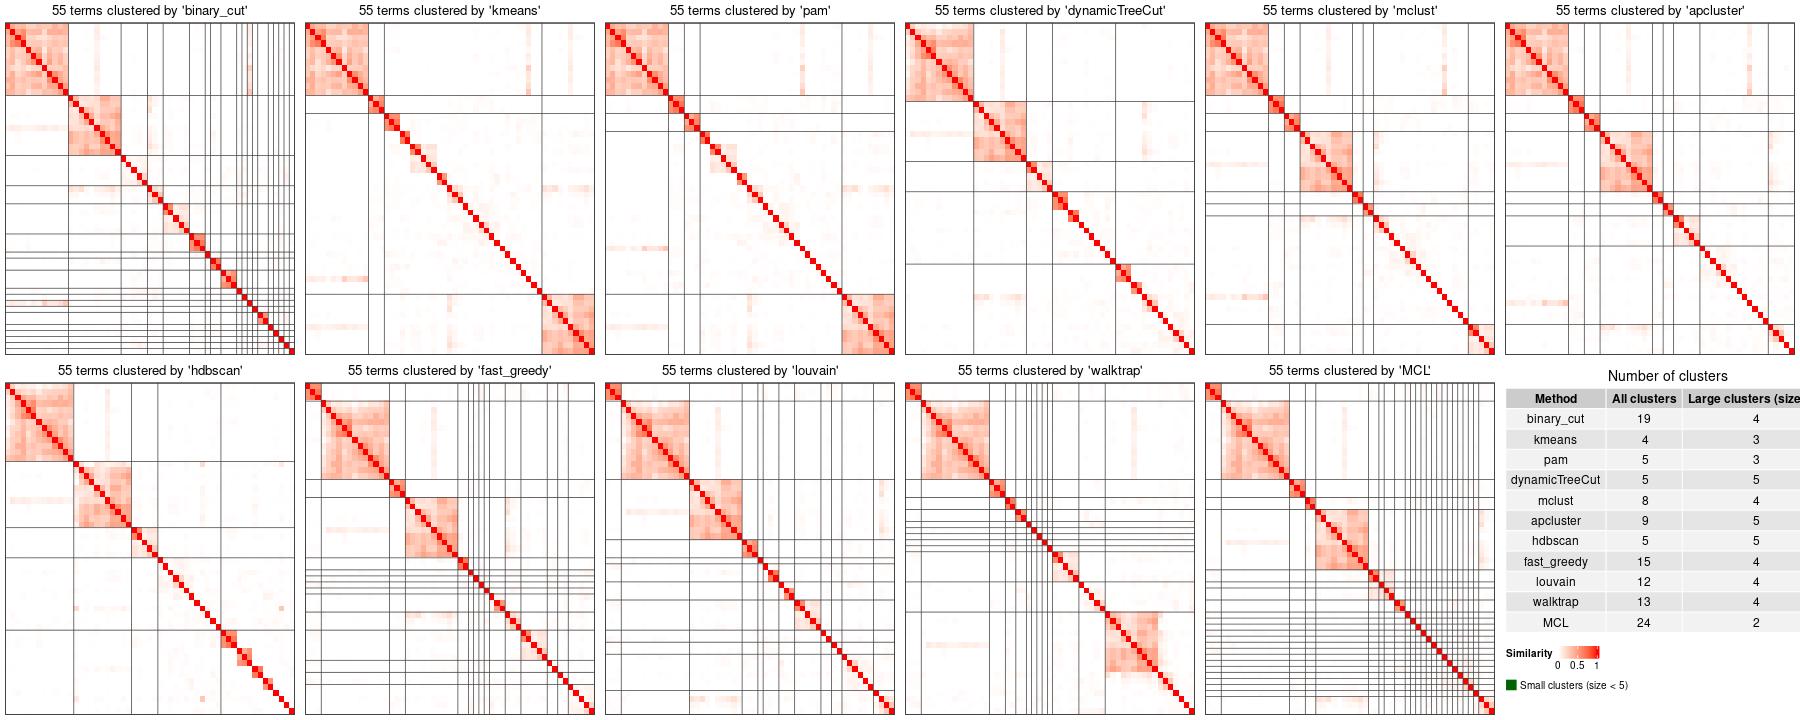 55 terms clustered by 'binary_cut'
55 terms clustered by 'kmeans'
55 terms clustered by 'pam'
55 terms clustered by 'dynamicTreeCut'
55 terms clustered by 'mclust'
55 terms clustered by 'apcluster'
55 terms clustered by 'hdbscan'
55 terms clustered by 'fast_greedy'
55 terms clustered by 'louvain'
55 terms clustered by 'walktrap'
55 terms clustered by 'MCL'
Number of clusters
Method All clusters Large clusters (size
binary_cut 19 4
kmeans 4 3
pam 5 3
dynamicTreeCut 5 5
mclust 8 4
apcluster 9 5
hdbscan 5 5
fast_greedy 15 4
louvain 12 4
walktrap 13 4
MCL 24 2
Similarity
0 0.5 1
Small clusters (size < 5)